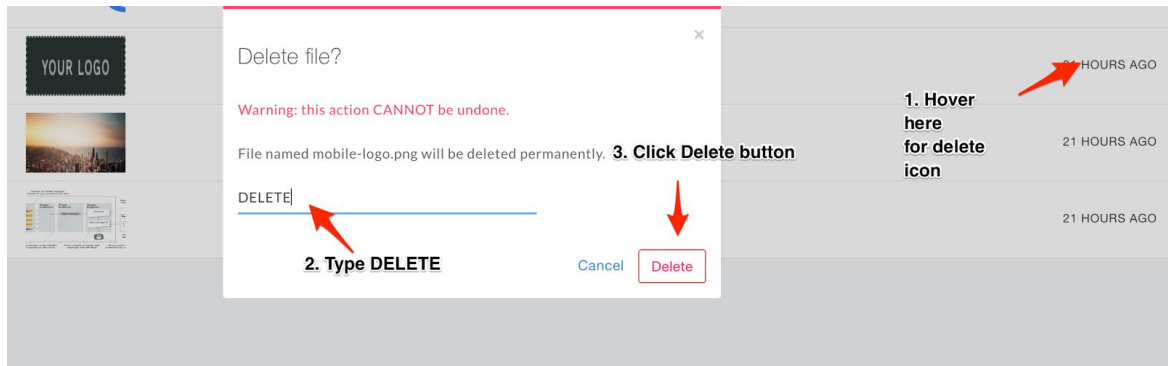 YOUR LOGO
Delete file?
×
Warning: this action CANNOT be undone.
File named mobile-logo.png will be deleted permanently.
DELETE
Cancel
Delete
1. Hover
here
for delete
icon
2. Type DELETE
3. Click Delete button
HOURS AGO
21 HOURS AGO
21 HOURS AGO